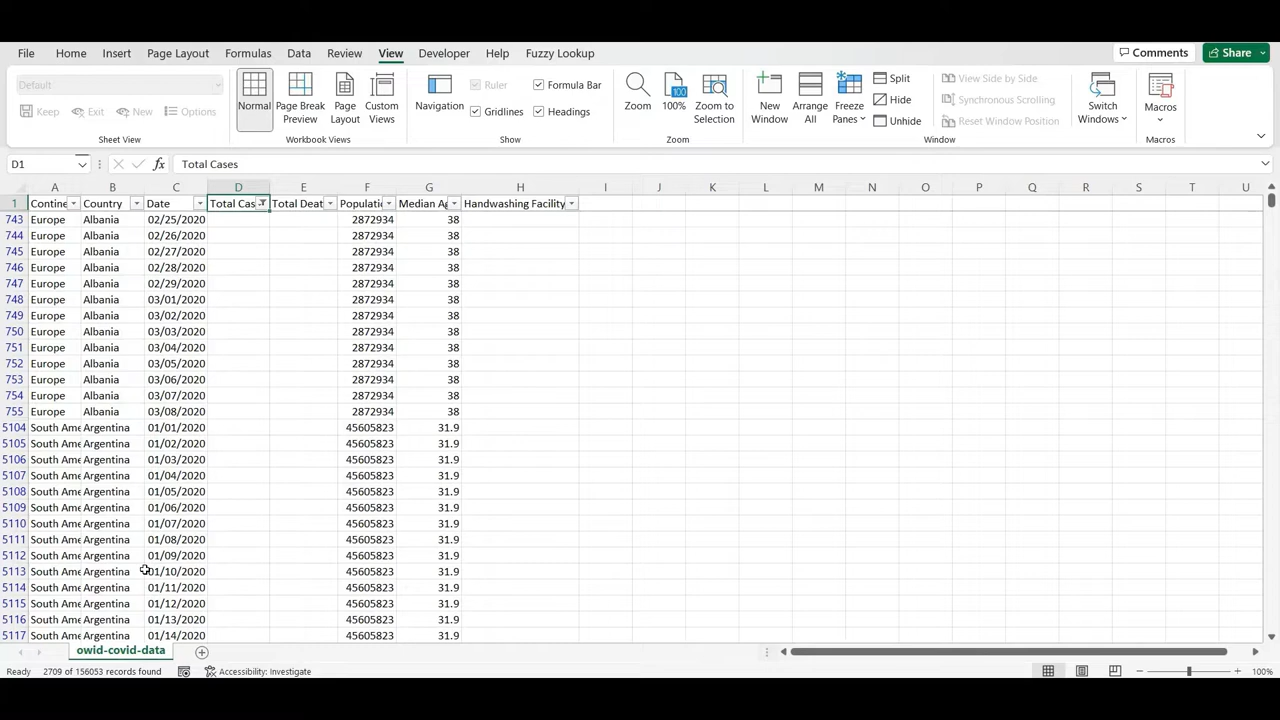 File Home Insert Page Layout Formulas Data Review View Developer Help Fuzzy Lookup Comments Share
Default
Keep Exit New Options
Sheet View
Normal Page Break Preview Page Layout Custom Views
Workbook Views
Navigation Ruler Formula Bar
Gridlines Headings
Show
Zoom 100% Zoom to Selection
100
Zoom
New Window Arrange All Freeze Panes Split
Hide
Unhide
View Side by Side
Synchronous Scrolling
Reset Window Position
Switch Windows
Window
Macros
Macros
D1 fx Total Cases
A B C D E F G H I J K L M N O P Q R S T U
1 Contine Country Date Total Cas Total Deat Populatio Median Ag Handwashing Facility
743 Europe Albania 02/25/2020 2872934 38
744 Europe Albania 02/26/2020 2872934 38
745 Europe Albania 02/27/2020 2872934 38
746 Europe Albania 02/28/2020 2872934 38
747 Europe Albania 02/29/2020 2872934 38
748 Europe Albania 03/01/2020 2872934 38
749 Europe Albania 03/02/2020 2872934 38
750 Europe Albania 03/03/2020 2872934 38
751 Europe Albania 03/04/2020 2872934 38
752 Europe Albania 03/05/2020 2872934 38
753 Europe Albania 03/06/2020 2872934 38
754 Europe Albania 03/07/2020 2872934 38
755 Europe Albania 03/08/2020 2872934 38
5104 South Ame Argentina 01/01/2020 45605823 31.9
5105 South Ame Argentina 01/02/2020 45605823 31.9
5106 South Ame Argentina 01/03/2020 45605823 31.9
5107 South Ame Argentina 01/04/2020 45605823 31.9
5108 South Ame Argentina 01/05/2020 45605823 31.9
5109 South Ame Argentina 01/06/2020 45605823 31.9
5110 South Ame Argentina 01/07/2020 45605823 31.9
5111 South Ame Argentina 01/08/2020 45605823 31.9
5112 South Ame Argentina 01/09/2020 45605823 31.9
5113 South Ame Argentina 01/10/2020 45605823 31.9
5114 South Ame Argentina 01/11/2020 45605823 31.9
5115 South Ame Argentina 01/12/2020 45605823 31.9
5116 South Ame Argentina 01/13/2020 45605823 31.9
5117 South Ame Argentina 01/14/2020 45605823 31.9
owid-covid-data
Ready 2709 of 156053 records found Accessibility: Investigate 100%